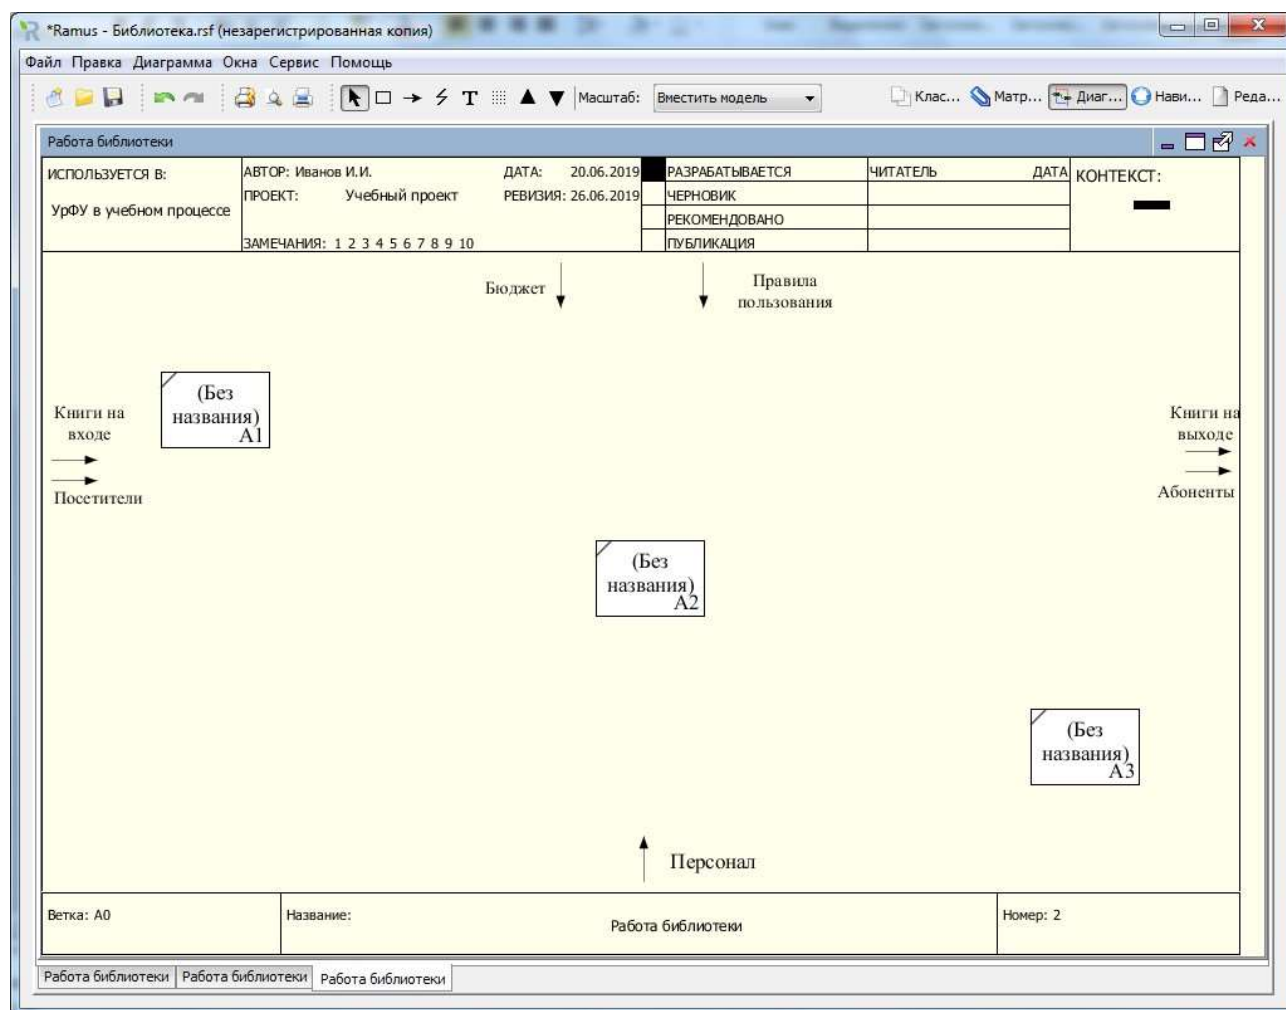 *Ramus - Библиотека.rsf (незарегистрированная копия)
Файл Правка Диаграмма Окна Сервис Помощь
T Масштаб: Вместить модель Клас... Матр... Диаг... Нави... Реда...
Работа библиотеки
ИСПОЛЬЗУЕТСЯ В:
УрФУ в учебном процессе
АВТОР: Иванов И.И. ДАТА: 20.06.2019
ПРОЕКТ: Учебный проект РЕВИЗИЯ: 26.06.2019
ЗАМЕЧАНИЯ: 1 2 3 4 5 6 7 8 9 10
РАЗРАБАТЫВАЕТСЯ
ЧЕРНОВИК
РЕКОМЕНДОВАНО
ПУБЛИКАЦИЯ
ЧИТАТЕЛЬ ДАТА
КОНТЕКСТ:
Бюджет
Правила
пользования
(Без
названия)
A1
Книги на
входе
Посетители
Книги на
выходе
Абоненты
(Без
названия)
A2
(Без
названия)
A3
Персонал
Ветка: A0
Название:
Работа библиотеки
Номер: 2
Работа библиотеки Работа библиотеки Работа библиотеки